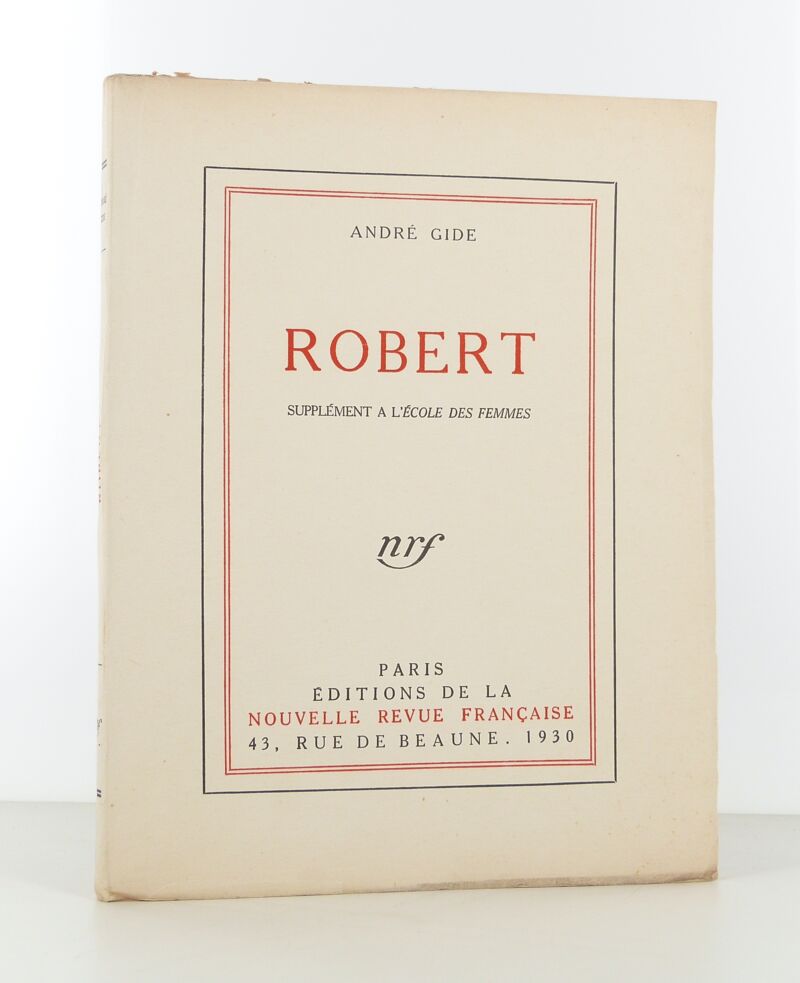 ANDRÉ GIDE
ROBERT
SUPPLÉMENT A L'ÉCOLE DES FEMMES
nrf
PARIS
ÉDITIONS DE LA
NOUVELLE REVUE FRANÇAISE
43, RUE DE BEAUNE. 1930